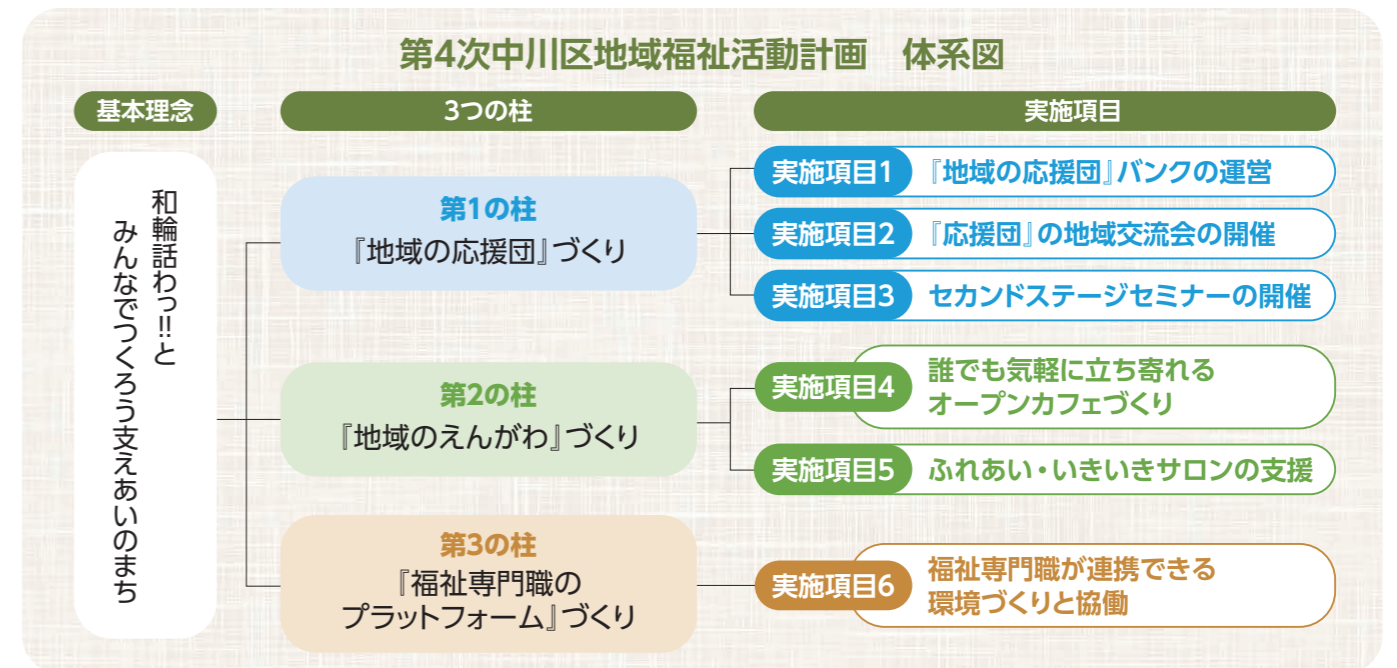 第4次中川区地域福祉活動計画　体系図
基本理念
3つの柱
実施項目
和輪話わっ!!と
みんなでつくろう支えあいのまち
第1の柱
『地域の応援団』づくり
実施項目1
『地域の応援団』バンクの運営
実施項目2
『応援団』の地域交流会の開催
実施項目3
セカンドステージセミナーの開催
第2の柱
『地域のえんがわ』づくり
実施項目4
誰でも気軽に立ち寄れる
オープンカフェづくり
実施項目5
ふれあい・いきいきサロンの支援
第3の柱
『福祉専門職の
プラットフォーム』づくり
実施項目6
福祉専門職が連携できる
環境づくりと協働